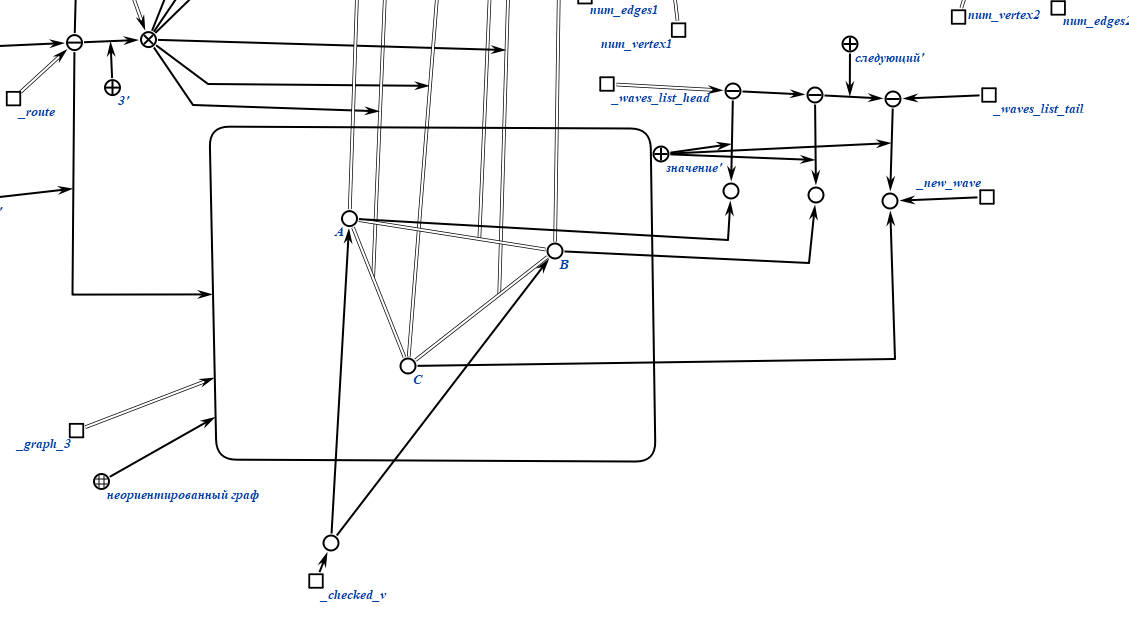 num_edges1
num_vertex2
num_edges2
num_vertex1
следующий'
_waves_list_head
3'
_route
_waves_list_tail
значение'
_new_wave
'
A
B
C
_graph_3
неориентированный граф
_checked_v